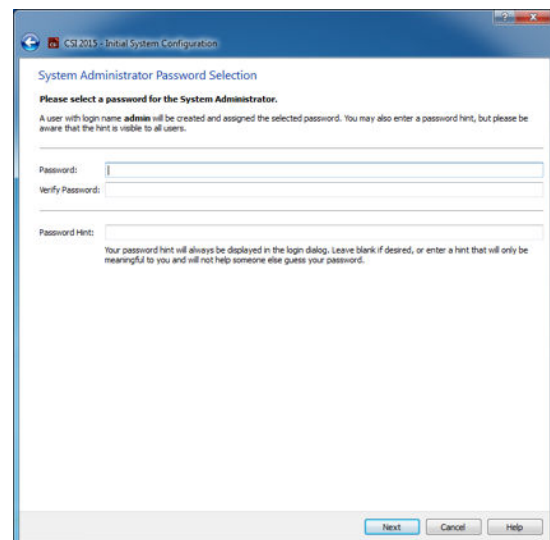 CSI 2015 - Initial System Configuration
System Administrator Password Selection
Please select a password for the System Administrator.
A user with login name admin will be created and assigned the selected password. You may also enter a password hint, but please be
aware that the hint is visible to all users.
Password:
Verify Password:
Password Hint:
Your password hint will always be displayed in the login dialog. Leave blank if desired, or enter a hint that will only be
meaningful to you and will not help someone else guess your password.
Next Cancel Help